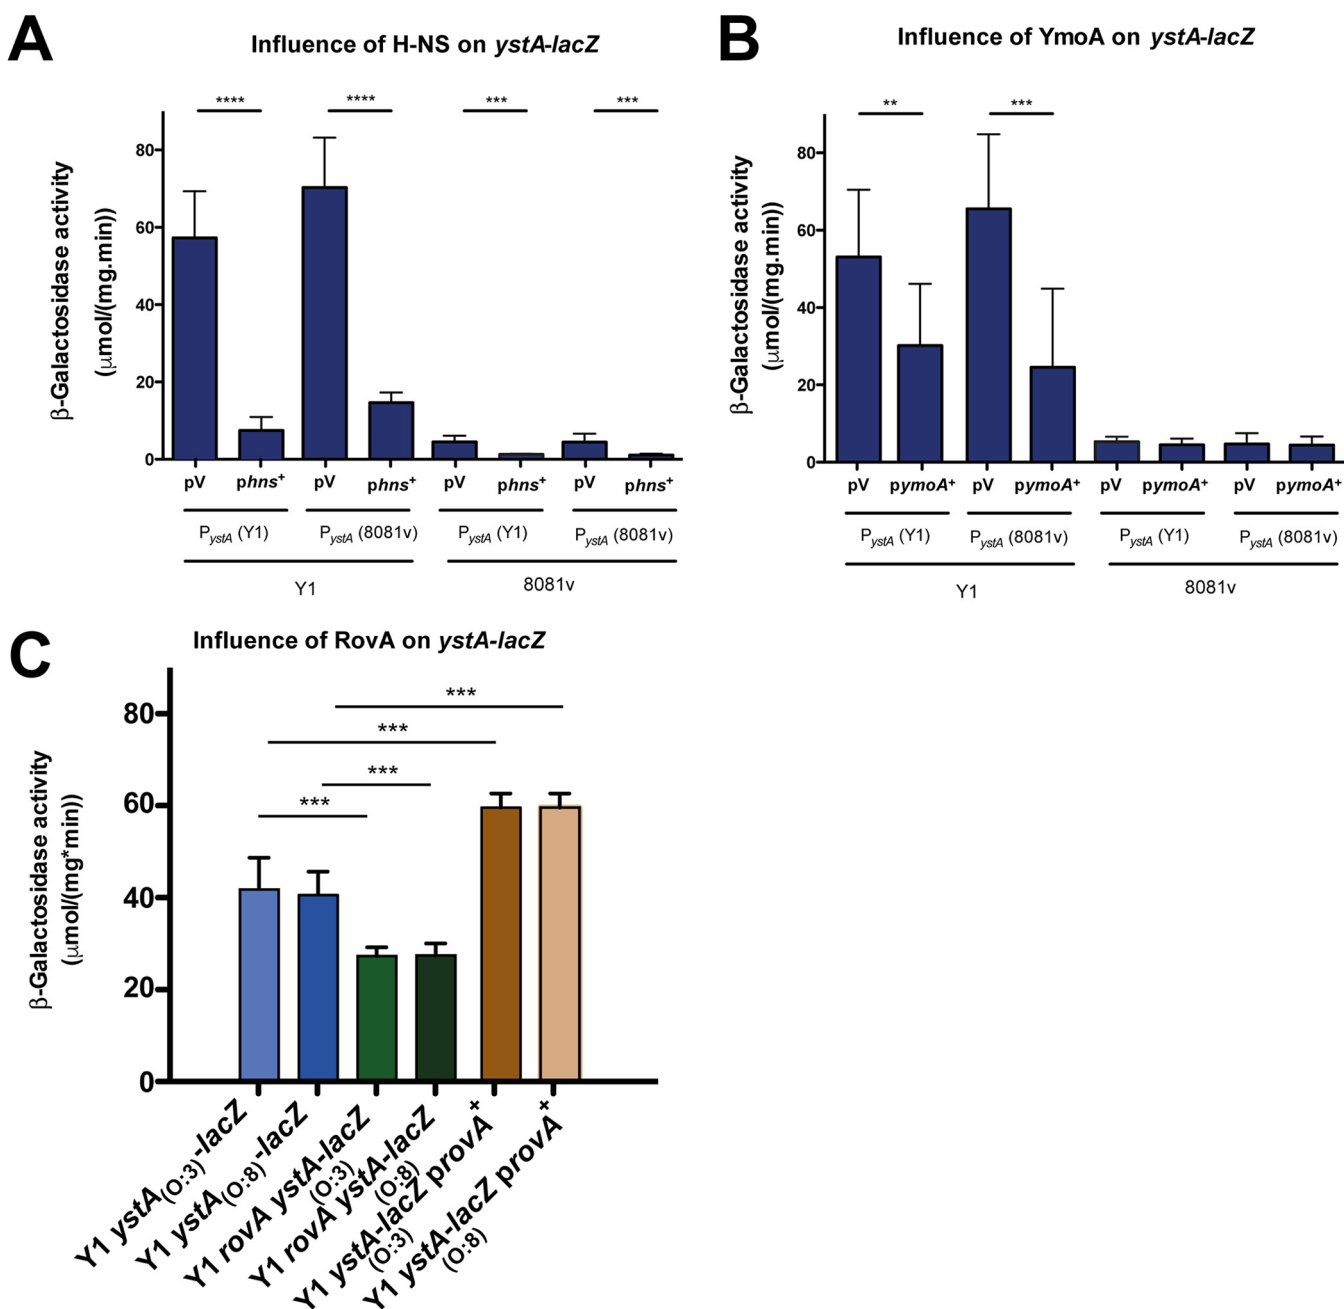 A
Influence of H-NS on ystA-lacZ
β-Galactosidase activity
(μmol/(mg.min))
80
60
40
20
0
**** **** *** ***
pV phns+ pV phns+ pV phns+ pV phns+
PystA (Y1) PystA (8081v) PystA (Y1) PystA (8081v)
Y1 8081v
B
Influence of YmoA on ystA-lacZ
β-Galactosidase activity
(μmol/(mg.min))
80
60
40
20
0
** ***
pV pymoA+ pV pymoA+ pV pymoA+ pV pymoA+
PystA (Y1) PystA (8081v) PystA (Y1) PystA (8081v)
Y1 8081v
C
Influence of RovA on ystA-lacZ
β-Galactosidase activity
(μmol/(mg*min))
80
60
40
20
0
***
***
***
***
Y1 ystA(O:3)-lacZ
Y1 ystA(O:8)-lacZ
Y1 rovA ystA-lacZ
(O:3)
Y1 rovA ystA-lacZ
(O:8)
Y1 ystA-lacZ provA+
(O:3)
Y1 ystA-lacZ provA+
(O:8)